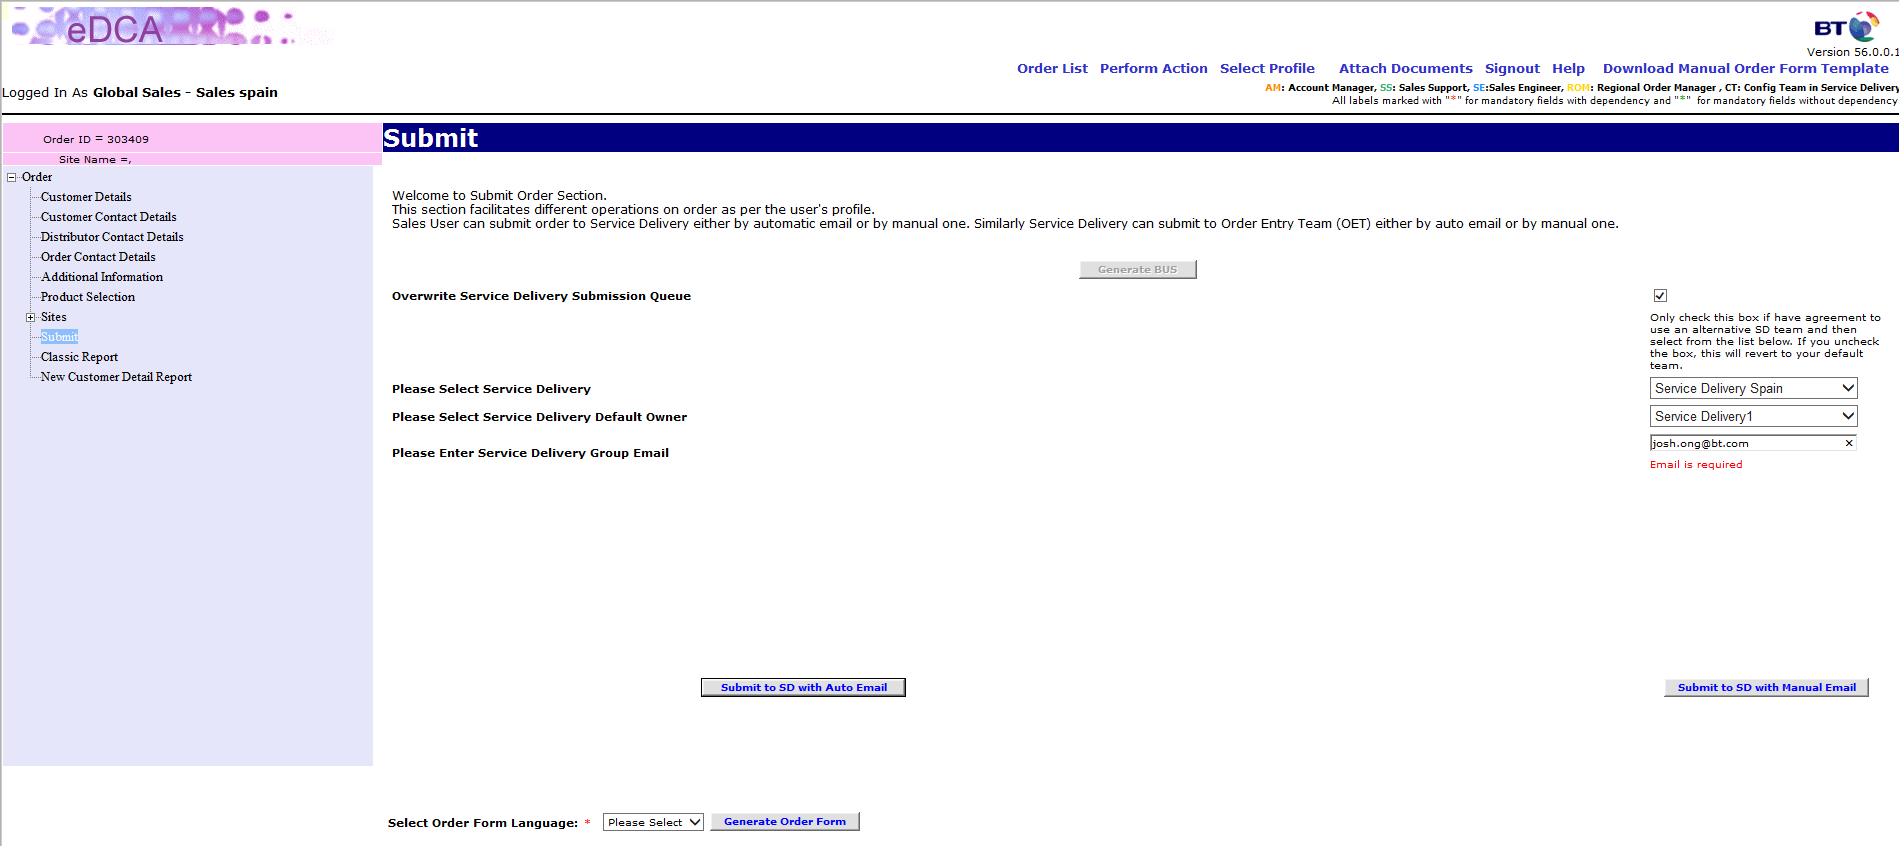 eDCA
BT
Version 56.0.0.1
Order List Perform Action Select Profile Attach Documents Signout Help Download Manual Order Form Template
Logged In As Global Sales - Sales spain
AM: Account Manager, SS: Sales Support, SE:Sales Engineer, ROM: Regional Order Manager , CT: Config Team in Service Delivery
All labels marked with "*" for mandatory fields with dependency and "*" for mandatory fields without dependency
Order ID = 303409
Site Name =,
Submit
Order
Customer Details
Customer Contact Details
Distributor Contact Details
Order Contact Details
Additional Information
Product Selection
Sites
Submit
Classic Report
New Customer Detail Report
Welcome to Submit Order Section.
This section facilitates different operations on order as per the user's profile.
Sales User can submit order to Service Delivery either by automatic email or by manual one. Similarly Service Delivery can submit to Order Entry Team (OET) either by auto email or by manual one.
Generate BUS
Overwrite Service Delivery Submission Queue
Only check this box if have agreement to
use an alternative SD team and then
select from the list below. If you uncheck
the box, this will revert to your default
team.
Please Select Service Delivery
Service Delivery Spain
Please Select Service Delivery Default Owner
Service Delivery1
Please Enter Service Delivery Group Email
josh.ong@bt.com
Email is required
Submit to SD with Auto Email
Submit to SD with Manual Email
Select Order Form Language: * Please Select Generate Order Form